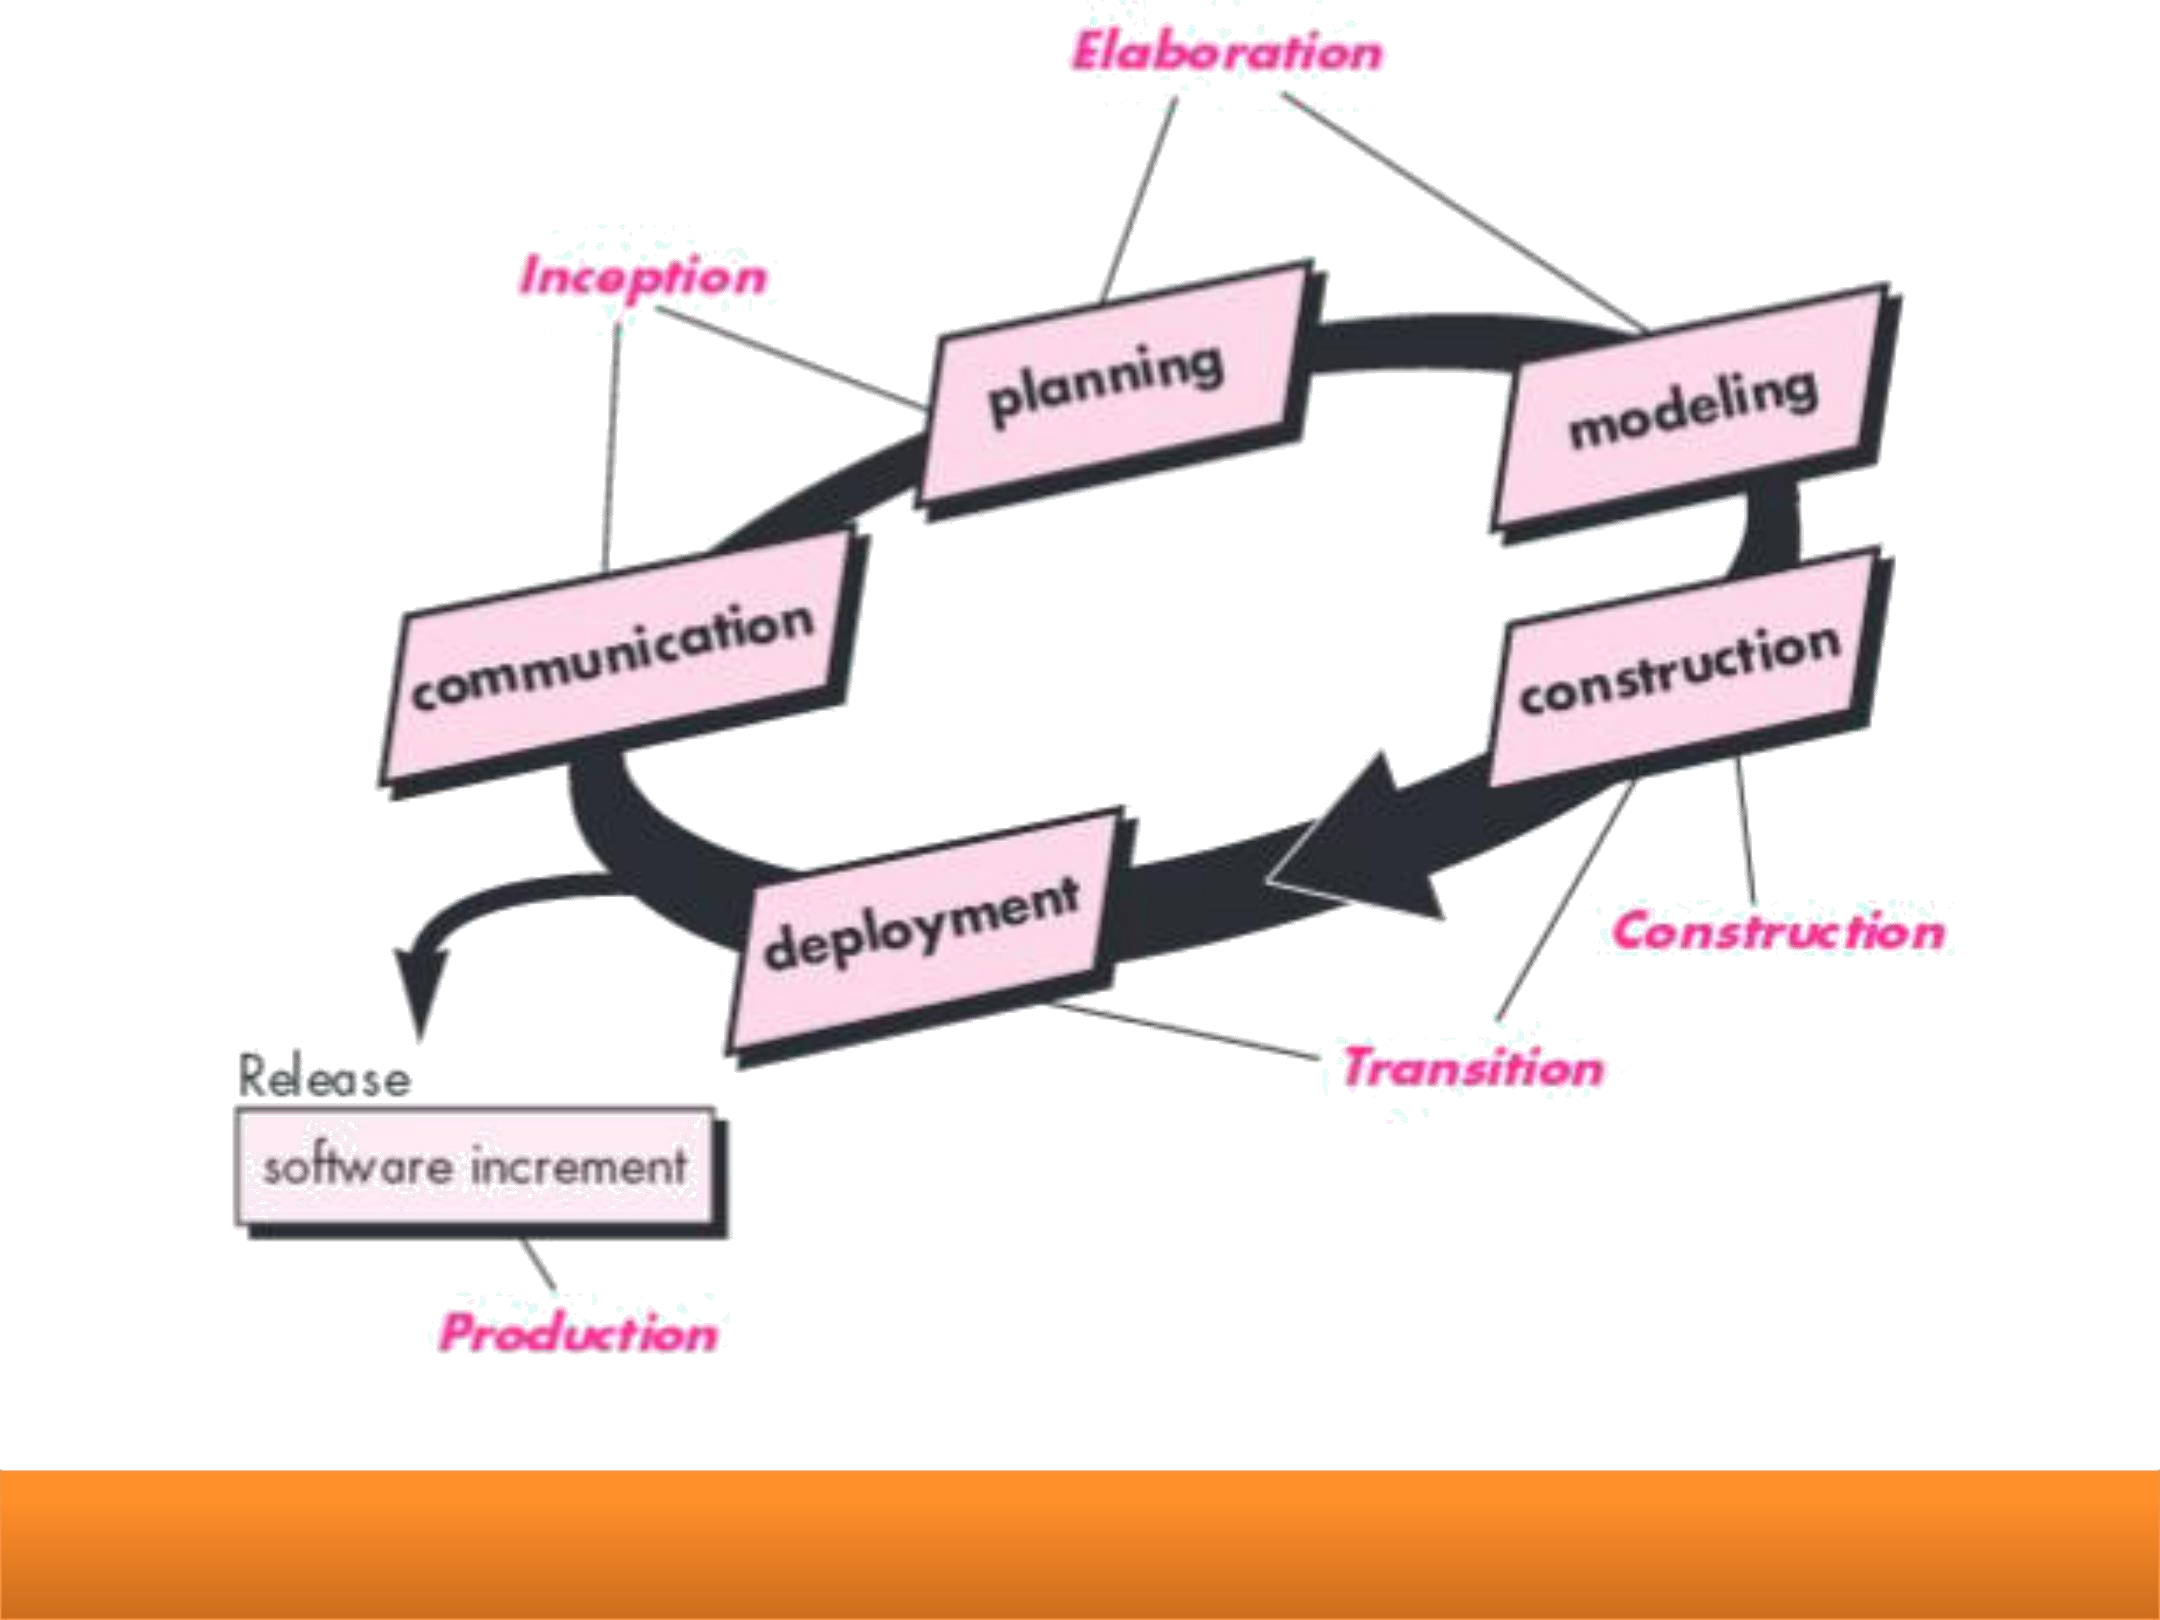 Elaboration
Inception
planning
modeling
communication
construction
deployment
Construction
Transition
Release
software increment
Production